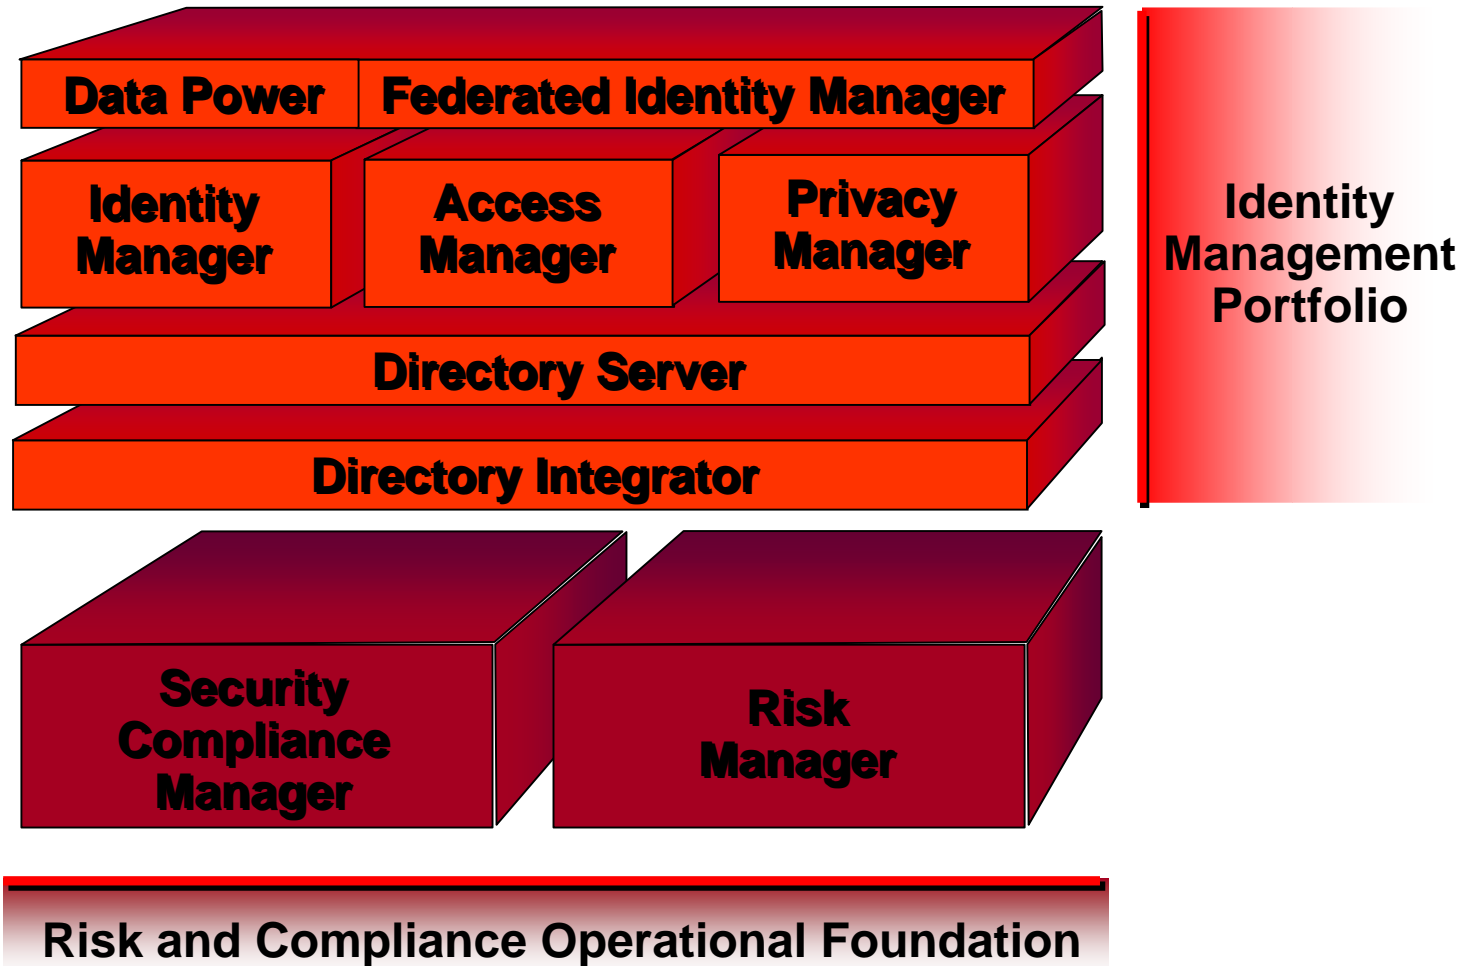 Data Power
Federated Identity Manager
Identity
Manager
Access
Manager
Privacy
Manager
Directory Server
Directory Integrator
Identity
Management
Portfolio
Security
Compliance
Manager
Risk
Manager
Risk and Compliance Operational Foundation